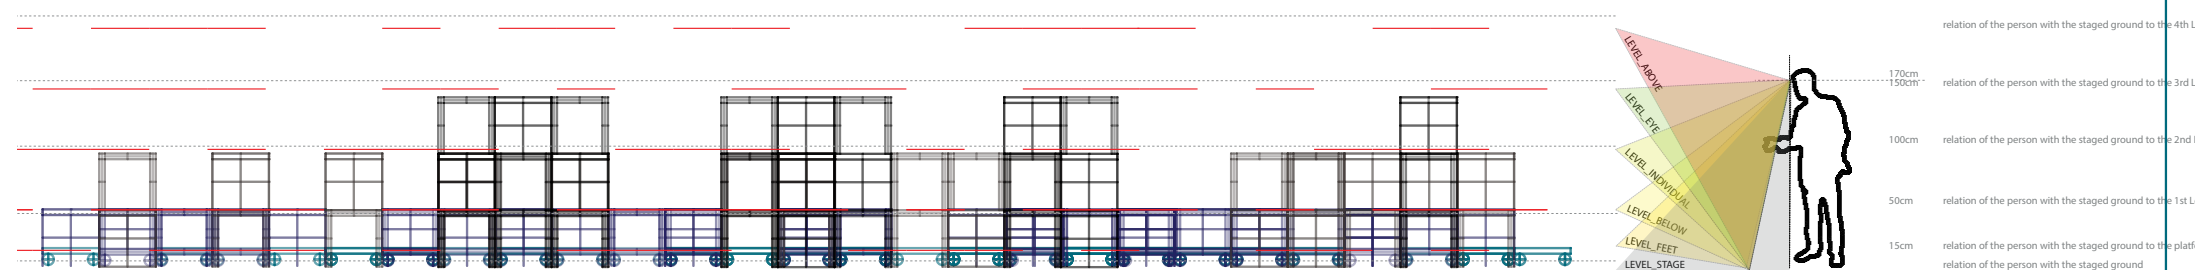 relation of the person with the staged ground to the 4th L
LEVEL_ABOVE
170cm
150cm
relation of the person with the staged ground to the 3rd L
LEVEL_EYE
100cm
relation of the person with the staged ground to the 2nd
LEVEL_INDIVIDUAL
50cm
relation of the person with the staged ground to the 1st L
LEVEL_BELOW
LEVEL_FEET
15cm
relation of the person with the staged ground to the platf
LEVEL_STAGE
relation of the person with the staged ground